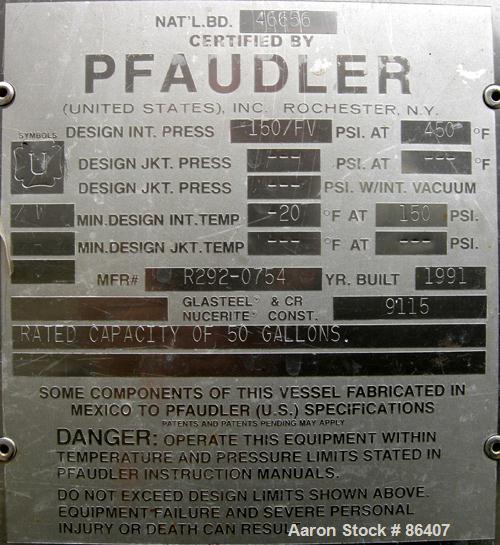 NAT'L.BD. 46656
CERTIFIED BY
PFAUDLER
(UNITED STATES), INC. ROCHESTER, N.Y.
SYMBOLS DESIGN INT. PRESS 150/FV PSI. AT 450 °F
U DESIGN JKT. PRESS --- PSI. AT --- °F
DESIGN JKT. PRESS --- PSI. W/INT. VACUUM
MIN.DESIGN INT.TEMP -20 °F AT 150 PSI.
MIN.DESIGN JKT.TEMP --- °F AT --- PSI.
MFR# R292-0754 YR. BUILT 1991
GLASTEEL® & CR
NUCERITE® CONST. 9115
RATED CAPACITY OF 50 GALLONS.
SOME COMPONENTS OF THIS VESSEL FABRICATED IN
MEXICO TO PFAUDLER (U.S.) SPECIFICATIONS
PATENTS AND PATENTS PENDING MAY APPLY
DANGER: OPERATE THIS EQUIPMENT WITHIN
TEMPERATURE AND PRESSURE LIMITS STATED IN
PFAUDLER INSTRUCTION MANUALS.
DO NOT EXCEED DESIGN LIMITS SHOWN ABOVE.
EQUIPMENT FAILURE AND SEVERE PERSONAL
INJURY OR DEATH CAN RESUL
Aaron Stock # 86407